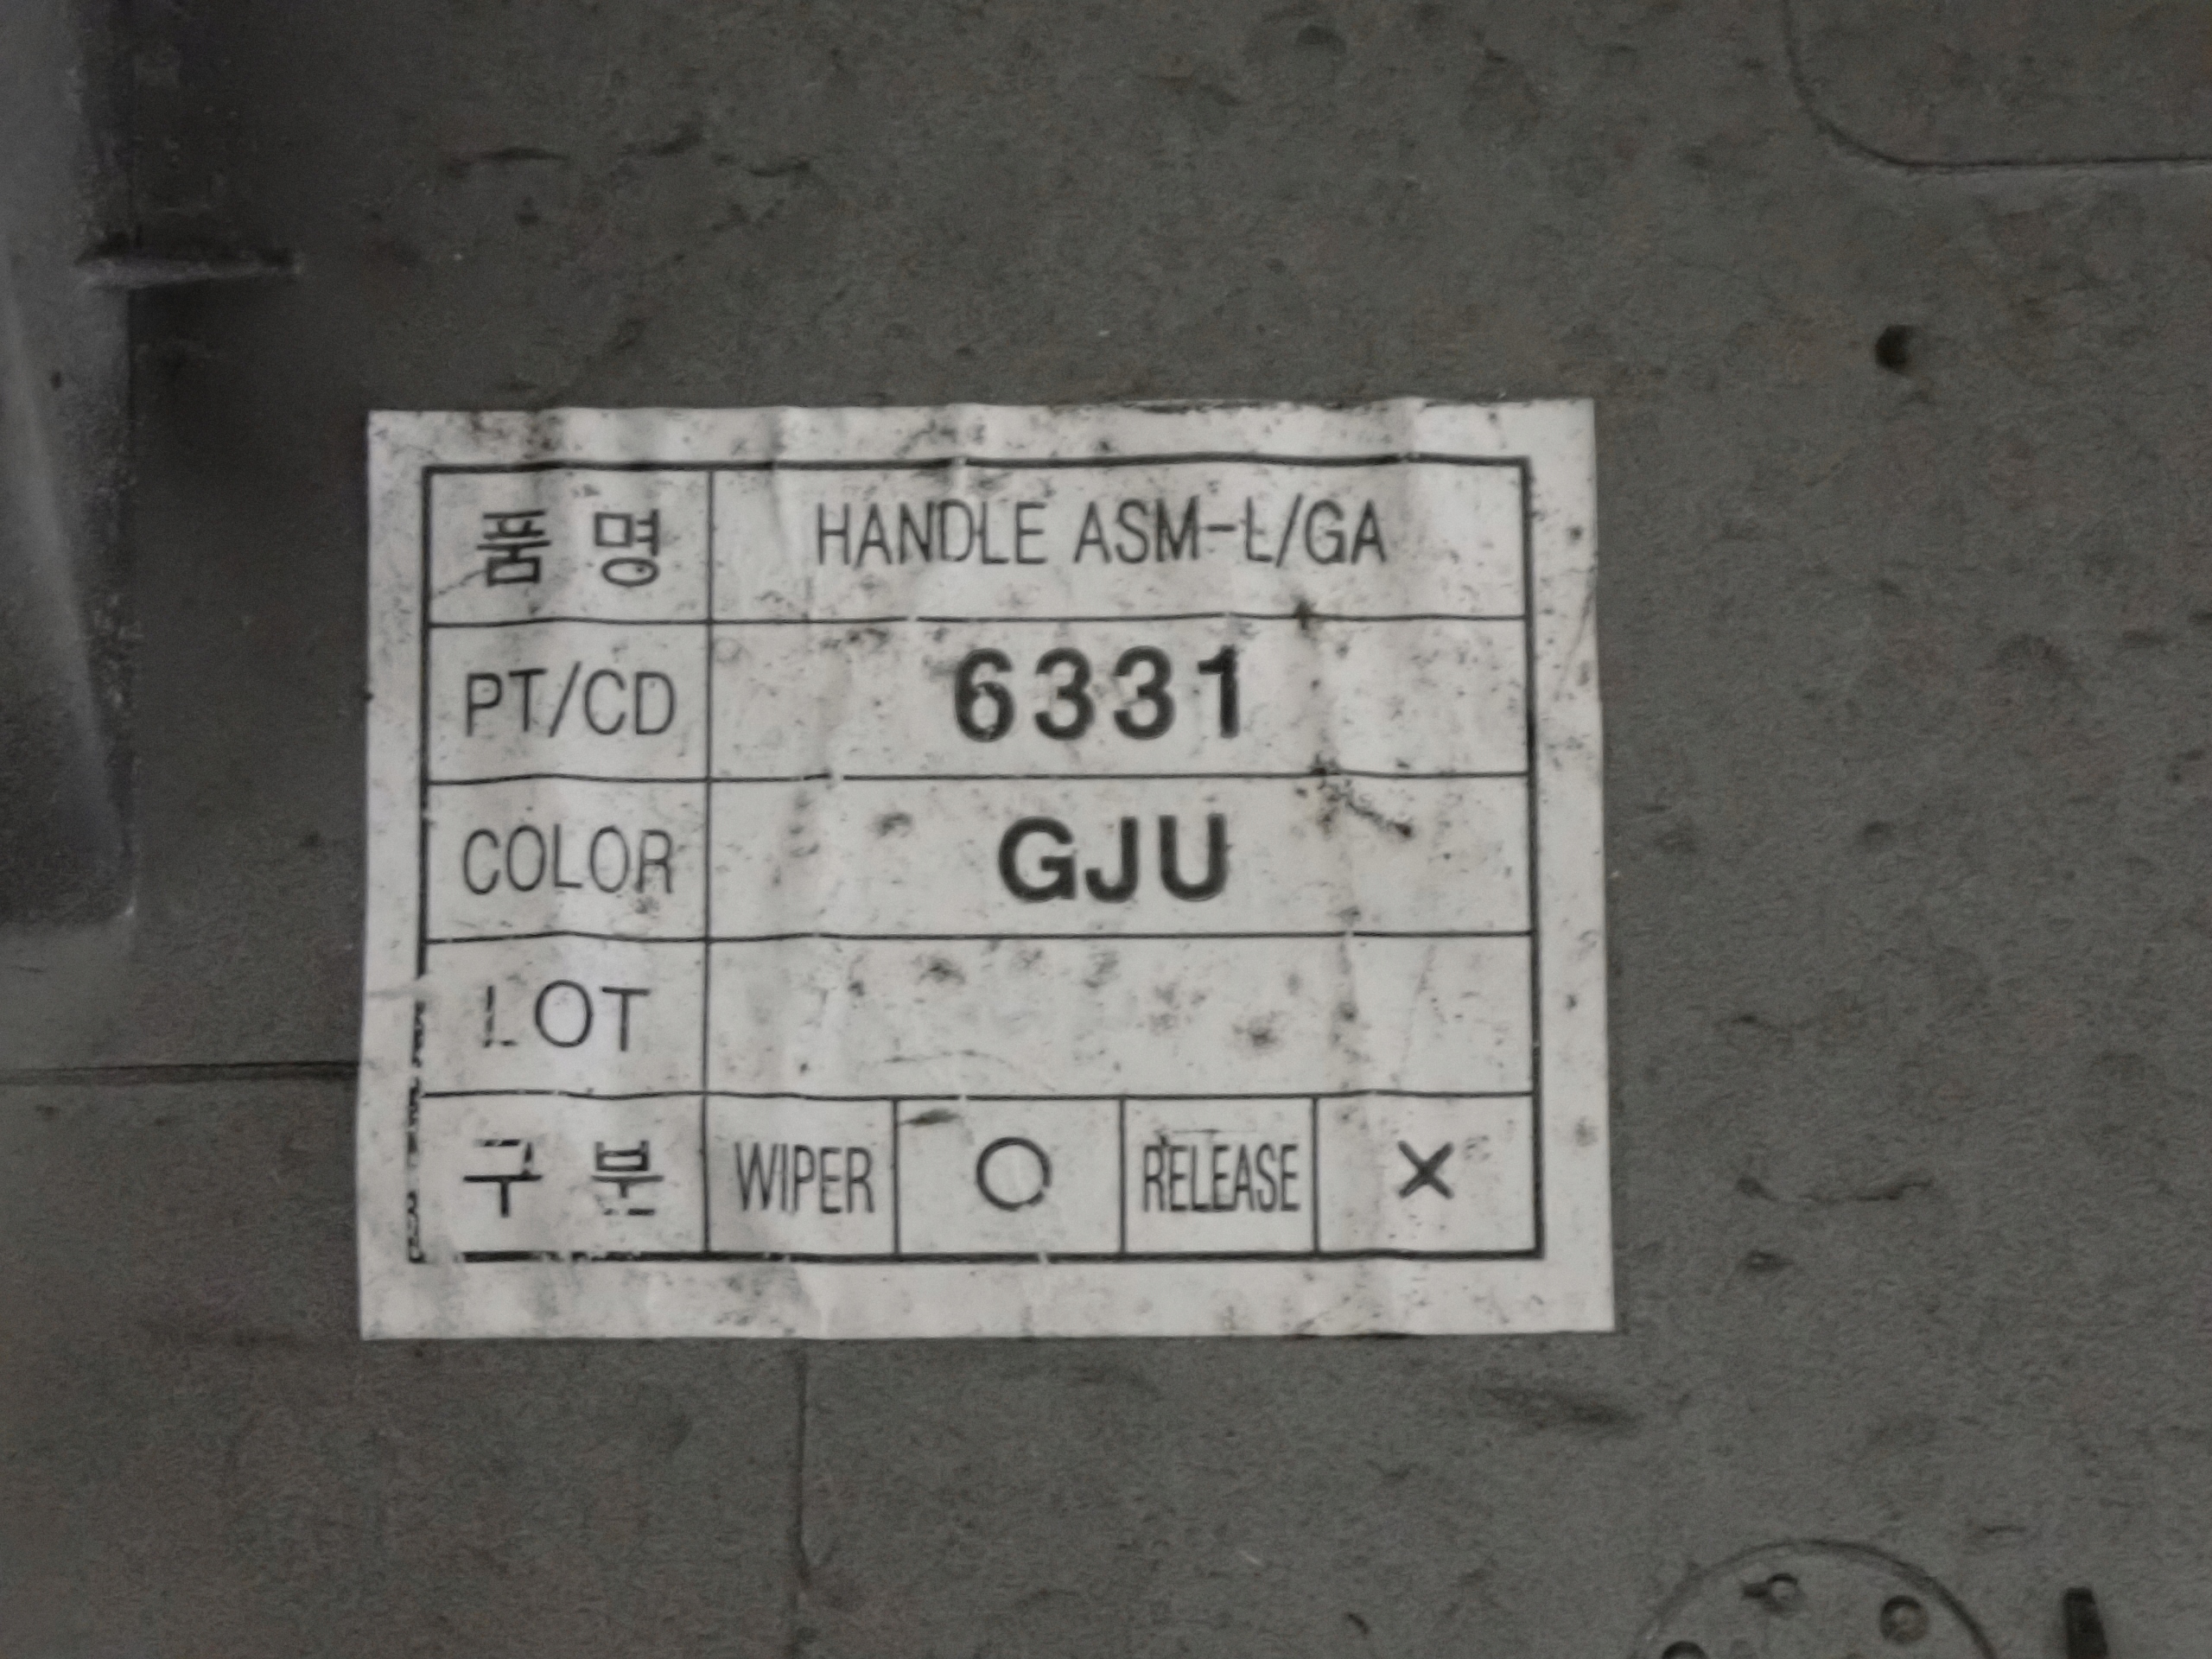 품 명 HANDLE ASM-L/GA
PT/CD 6331
COLOR GJU
LOT
구 분 WIPER ○ RELEASE ×